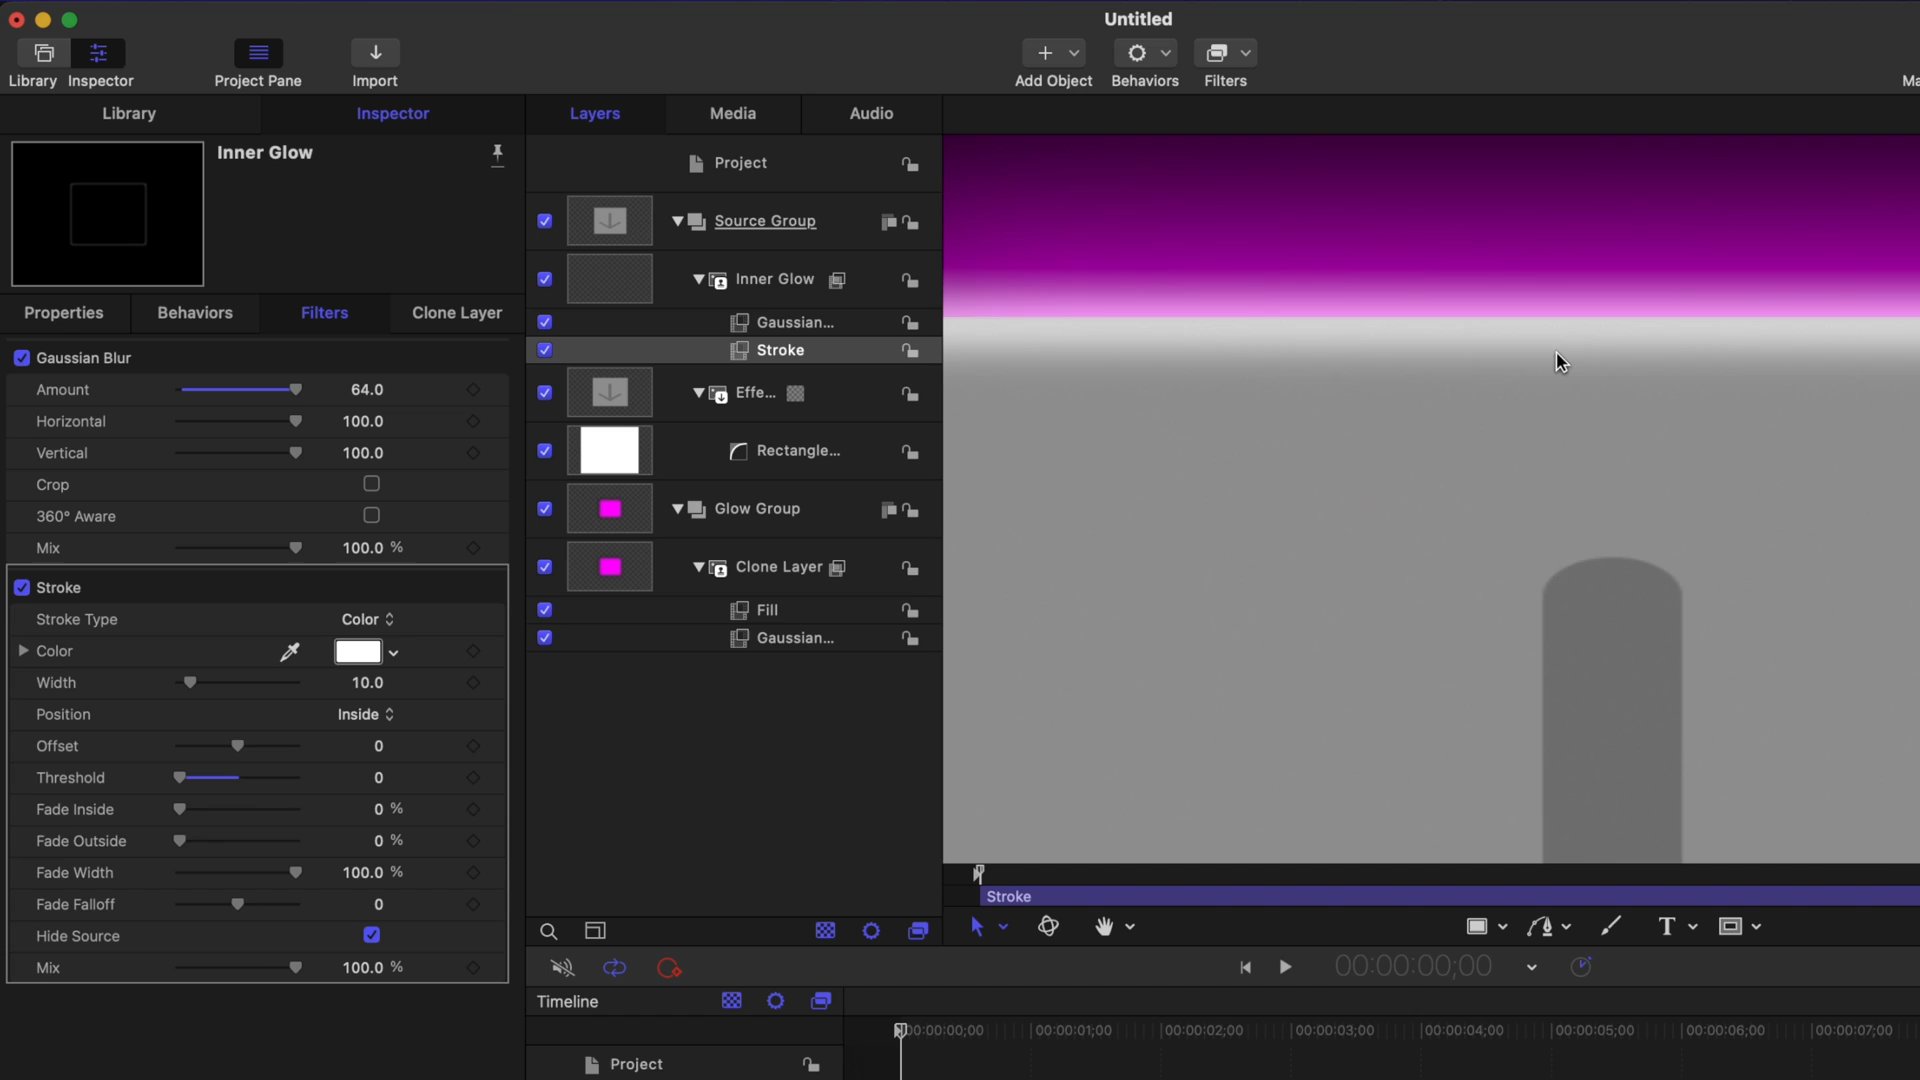 Untitled
Library
Inspector
Project Pane
Import
Add Object
Behaviors
Filters
Ma
Library
Inspector
Layers
Media
Audio
Inner Glow
Properties
Behaviors
Filters
Clone Layer
Gaussian Blur
Amount 64.0
Horizontal 100.0
Vertical 100.0
Crop
360° Aware
Mix 100.0 %
Stroke
Stroke Type Color
Color
Width 10.0
Position Inside
Offset 0
Threshold 0
Fade Inside 0 %
Fade Outside 0 %
Fade Width 100.0 %
Fade Falloff 0
Hide Source
Mix 100.0 %
Project
Source Group
Inner Glow
Gaussian...
Stroke
Effe...
Rectangle...
Glow Group
Clone Layer
Fill
Gaussian...
Stroke
T
00:00:00;00
Timeline
00:00:00;00 00:00:01;00 00:00:02;00 00:00:03;00 00:00:04;00 00:00:05;00 00:00:06;00 00:00:07;00
Project